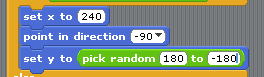 set x to 240
point in direction -90
set y to pick random 180 to -180